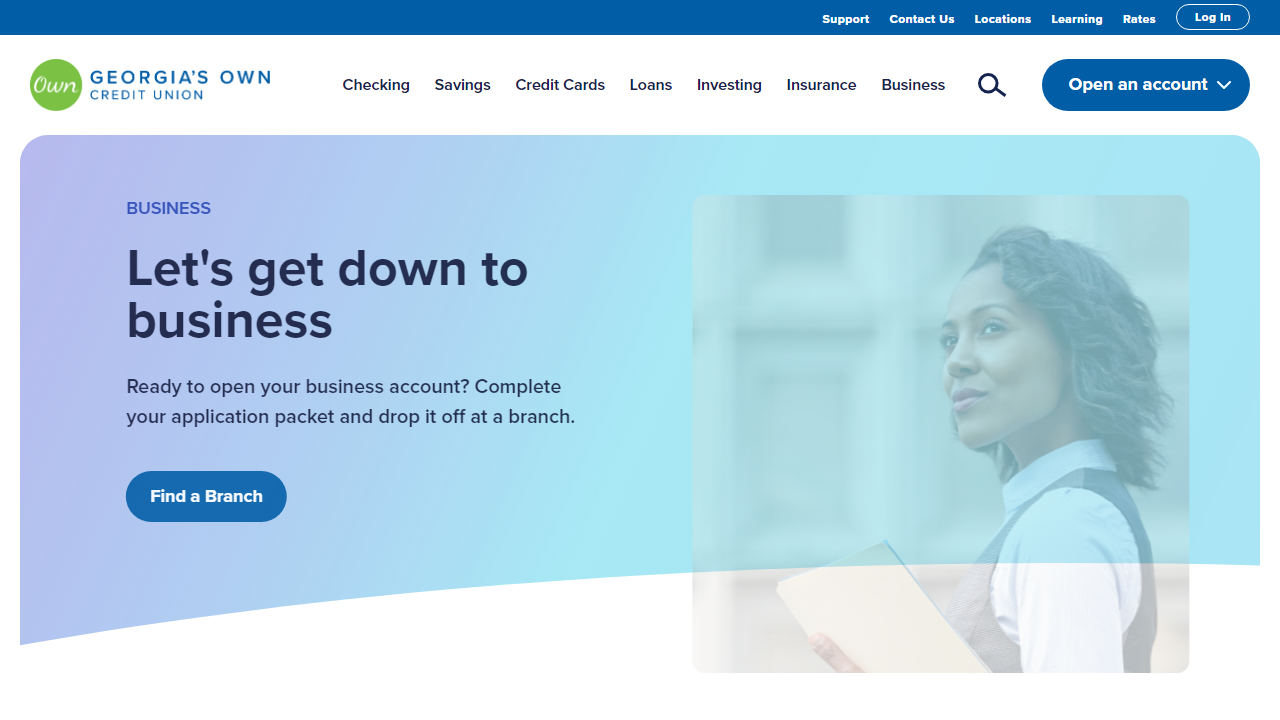 Support Contact Us Locations Learning Rates Log In
Own GEORGIA'S OWN
CREDIT UNION
Checking Savings Credit Cards Loans Investing Insurance Business Open an account
BUSINESS
Let's get down to
business
Ready to open your business account? Complete
your application packet and drop it off at a branch.
Find a Branch